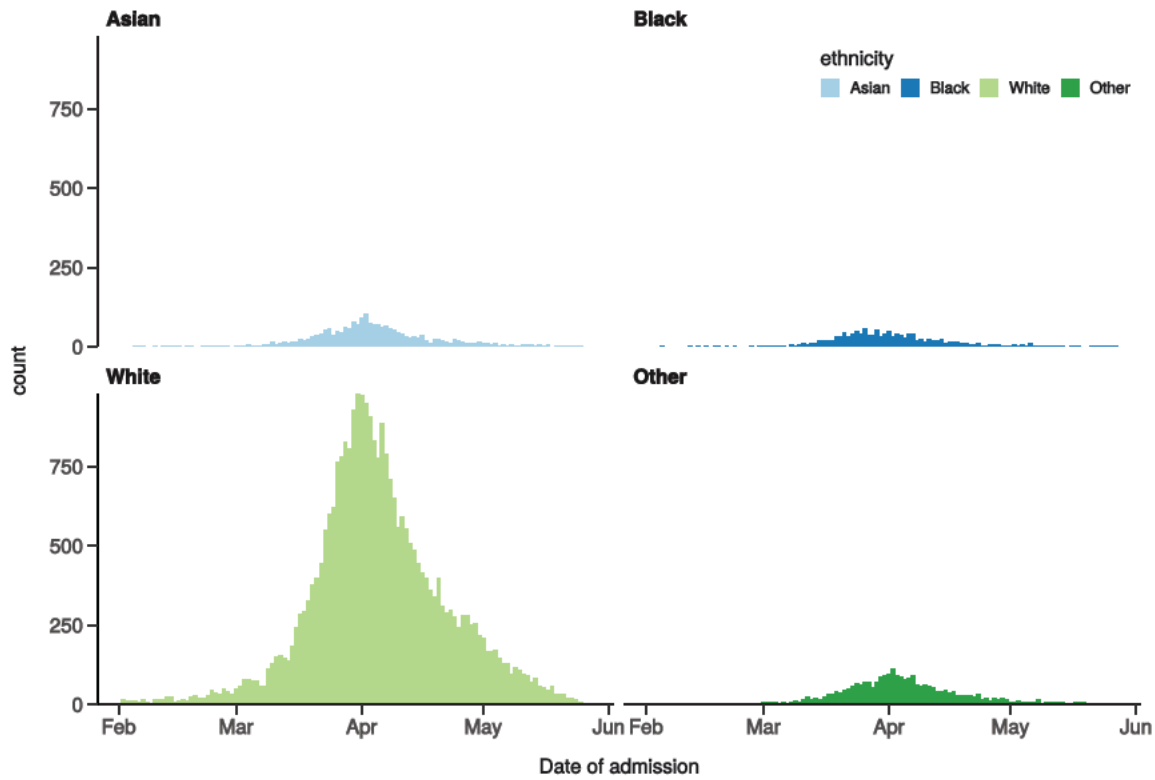 Asian
Black
ethnicity
Asian Black White Other
750
500
250
0
count
White
Other
750
500
250
0
Feb Mar Apr May Jun Feb Mar Apr May Jun
Date of admission